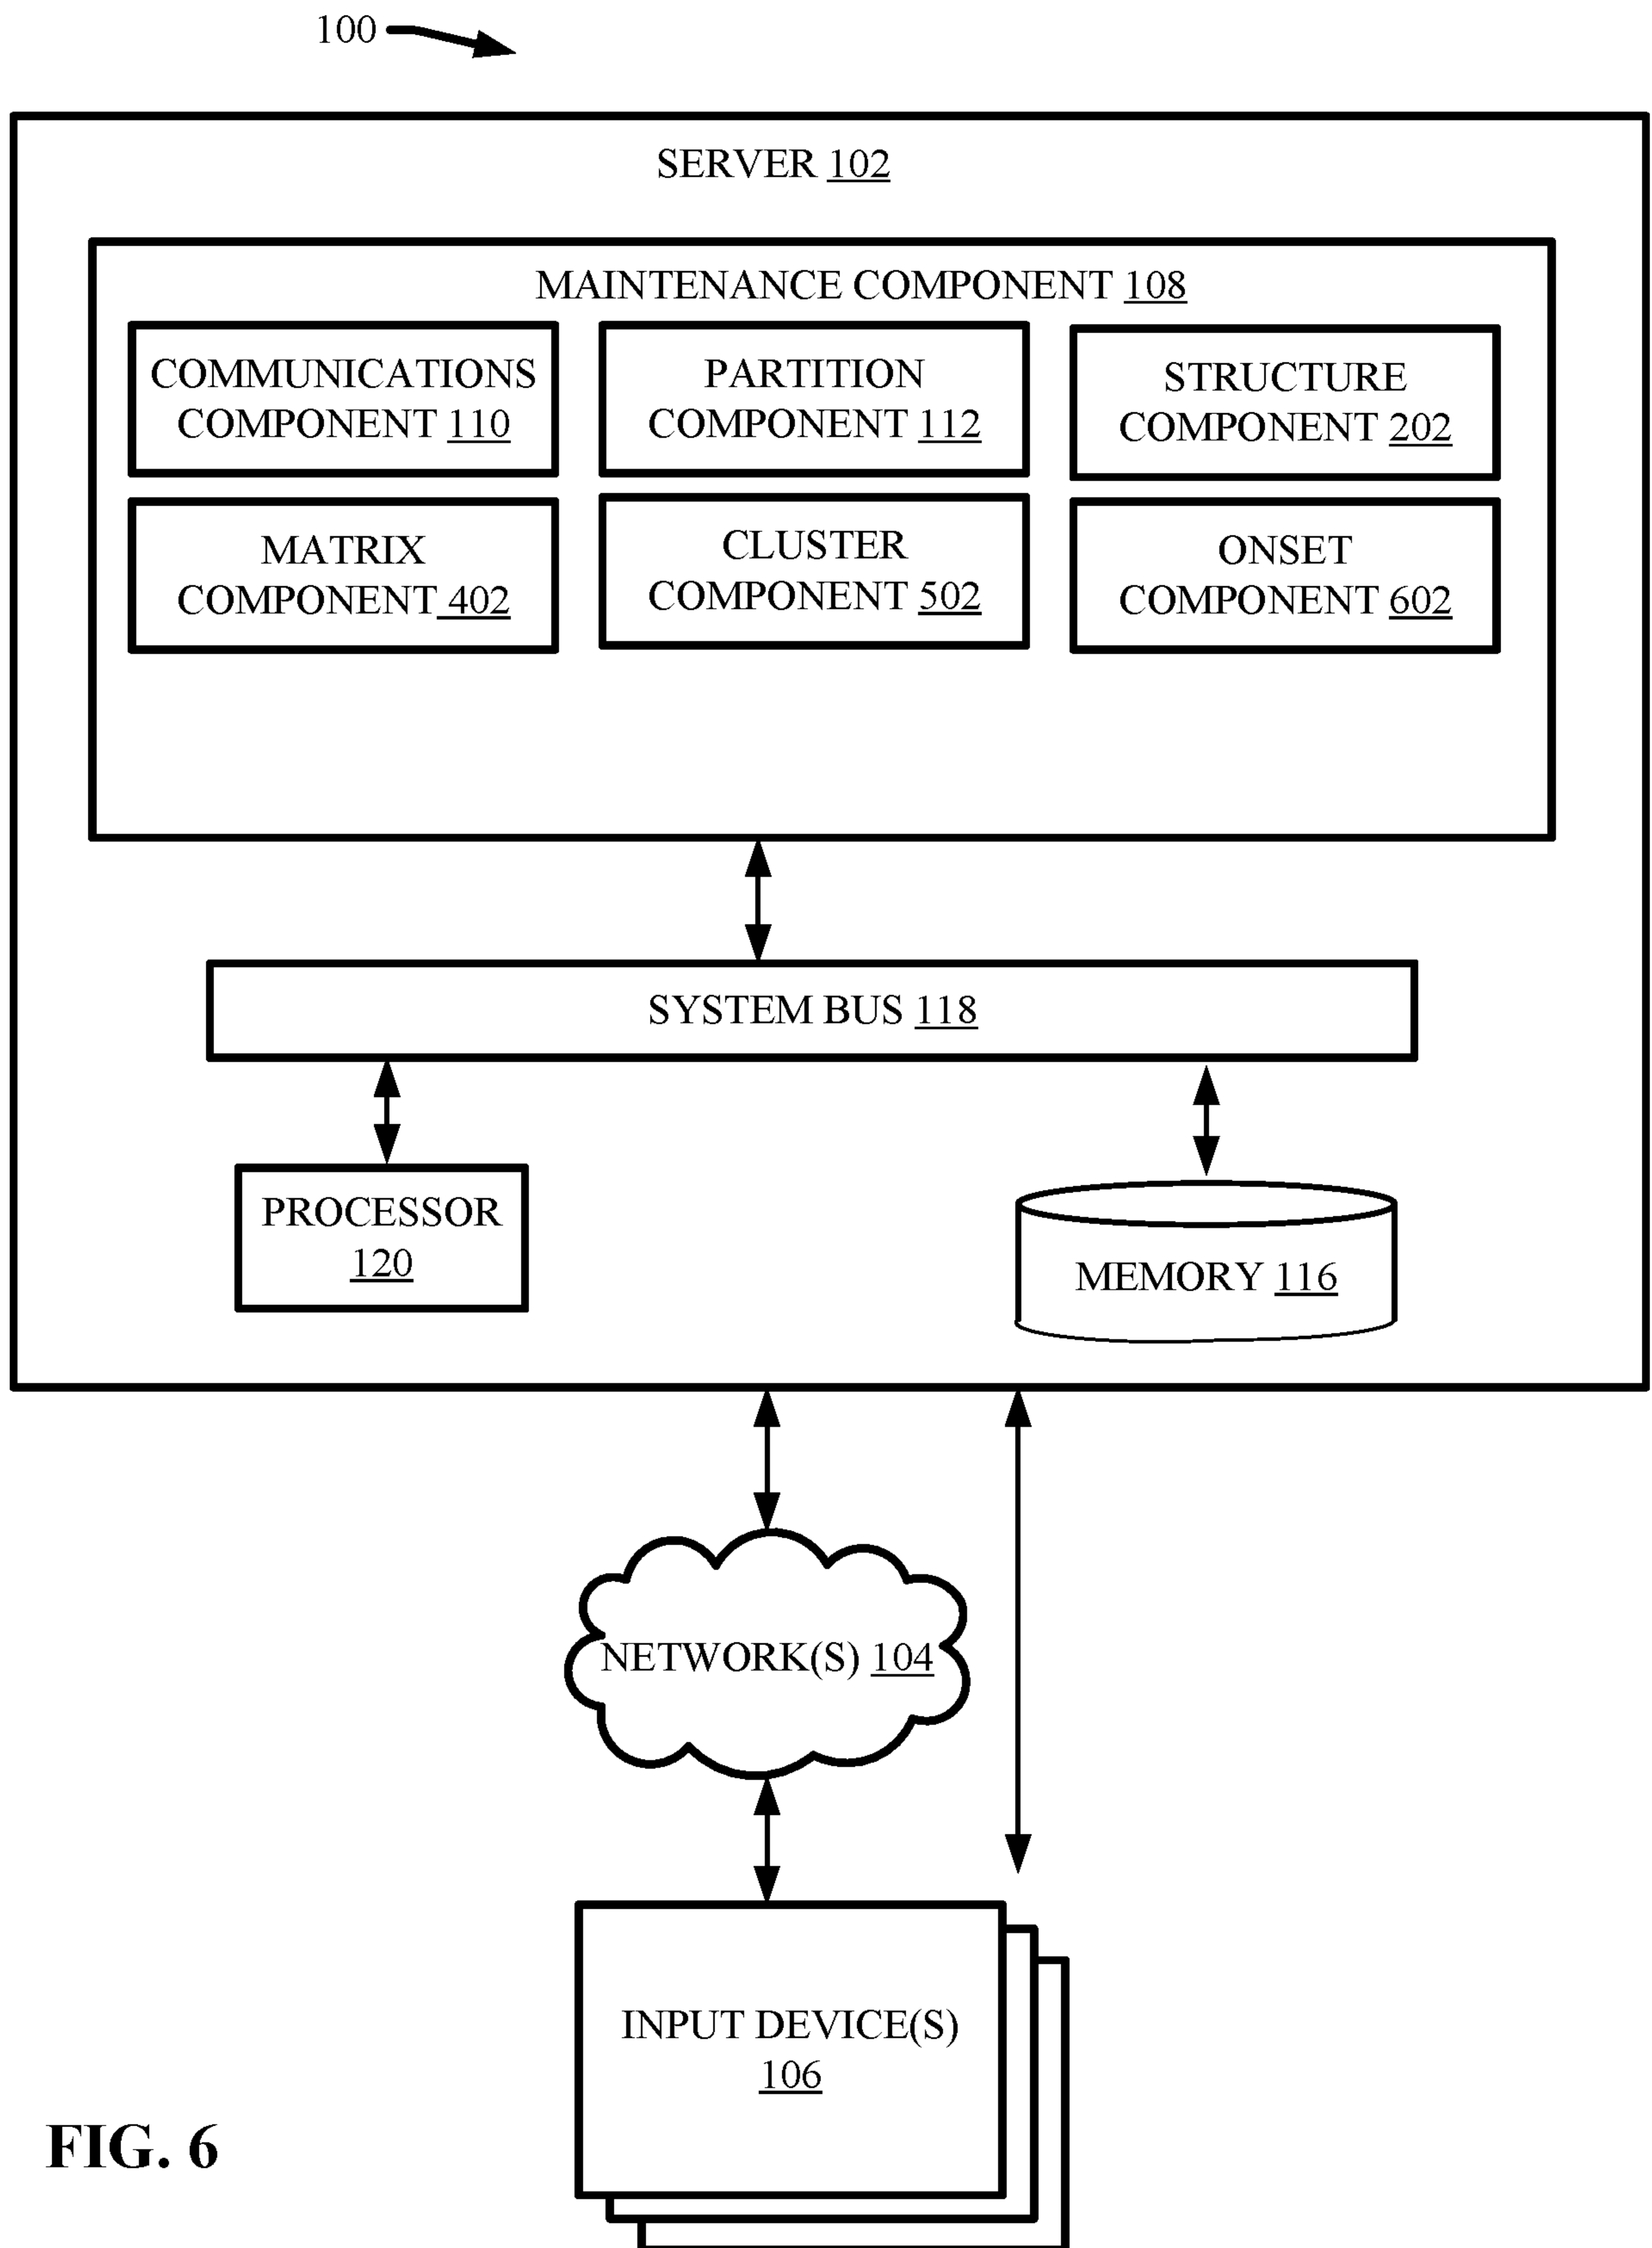 100
SERVER 102
MAINTENANCE COMPONENT 108
COMMUNICATIONS
COMPONENT 110
PARTITION
COMPONENT 112
STRUCTURE
COMPONENT 202
MATRIX
COMPONENT 402
CLUSTER
COMPONENT 502
ONSET
COMPONENT 602
SYSTEM BUS 118
PROCESSOR
120
MEMORY 116
NETWORK(S) 104
INPUT DEVICE(S)
106
FIG. 6